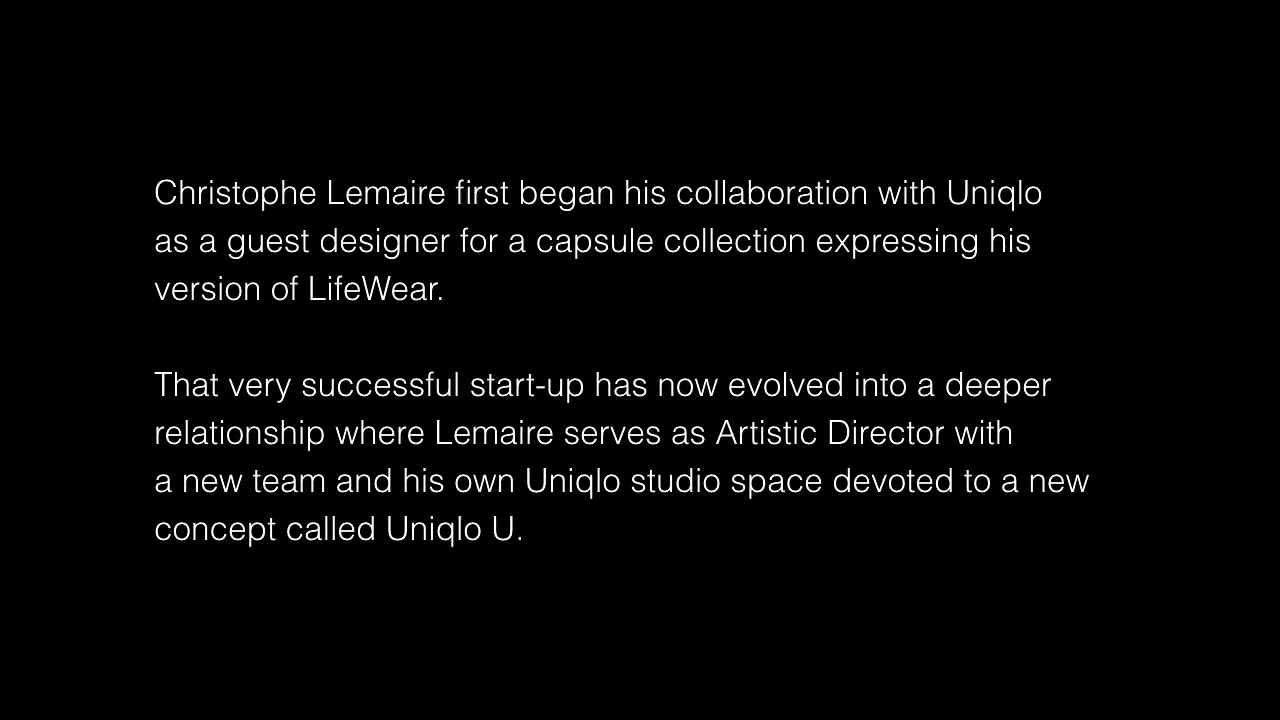 Christophe Lemaire first began his collaboration with Uniqlo
as a guest designer for a capsule collection expressing his
version of LifeWear.
That very successful start-up has now evolved into a deeper
relationship where Lemaire serves as Artistic Director with
a new team and his own Uniqlo studio space devoted to a new
concept called Uniqlo U.